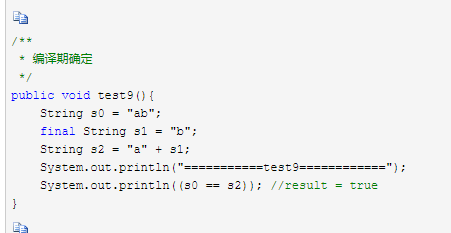 /**
 * 编译期确定
 */
public void test9(){
    String s0 = "ab";
    final String s1 = "b";
    String s2 = "a" + s1;
    System.out.println("===========test9============");
    System.out.println((s0 == s2)); //result = true
}